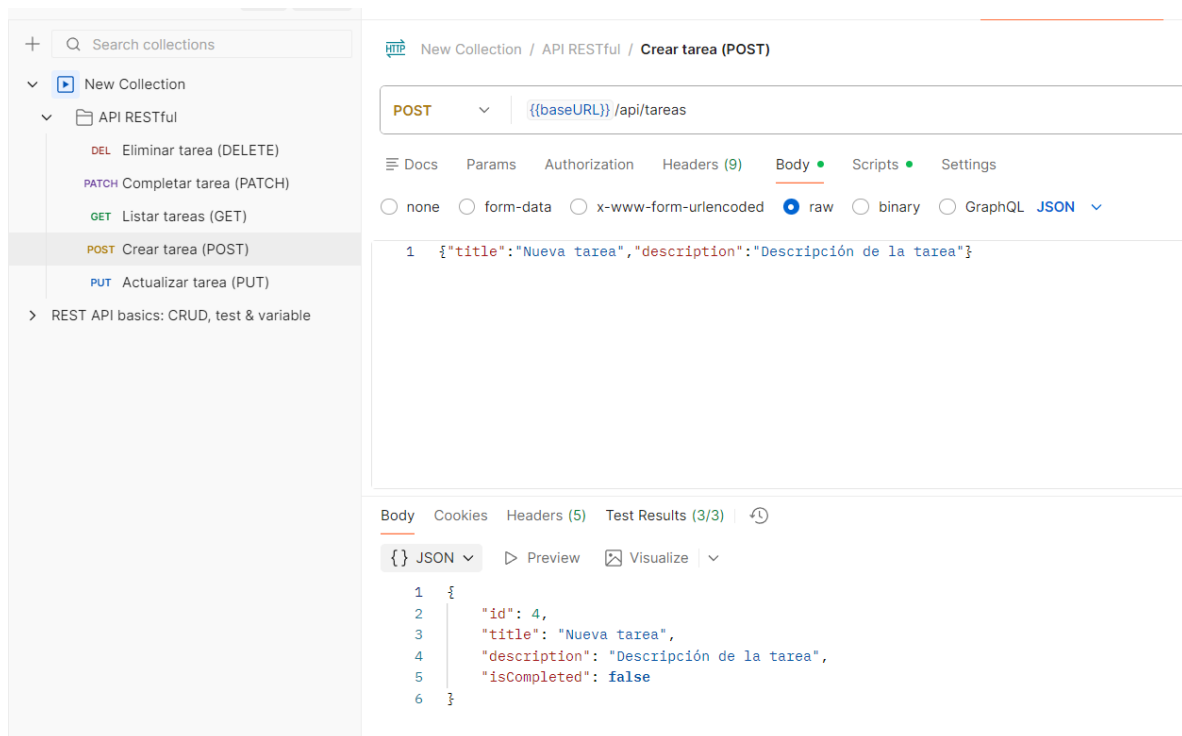 Search collections
New Collection
API RESTful
DEL Eliminar tarea (DELETE)
PATCH Completar tarea (PATCH)
GET Listar tareas (GET)
POST Crear tarea (POST)
PUT Actualizar tarea (PUT)
REST API basics: CRUD, test & variable
HTTP New Collection / API RESTful / Crear tarea (POST)
POST {{baseURL}} /api/tareas
Docs Params Authorization Headers (9) Body Scripts Settings
none form-data x-www-form-urlencoded raw binary GraphQL JSON
1 {"title":"Nueva tarea","description":"Descripción de la tarea"}
Body Cookies Headers (5) Test Results (3/3)
{} JSON Preview Visualize
1 {
2 "id": 4,
3 "title": "Nueva tarea",
4 "description": "Descripción de la tarea",
5 "isCompleted": false
6 }